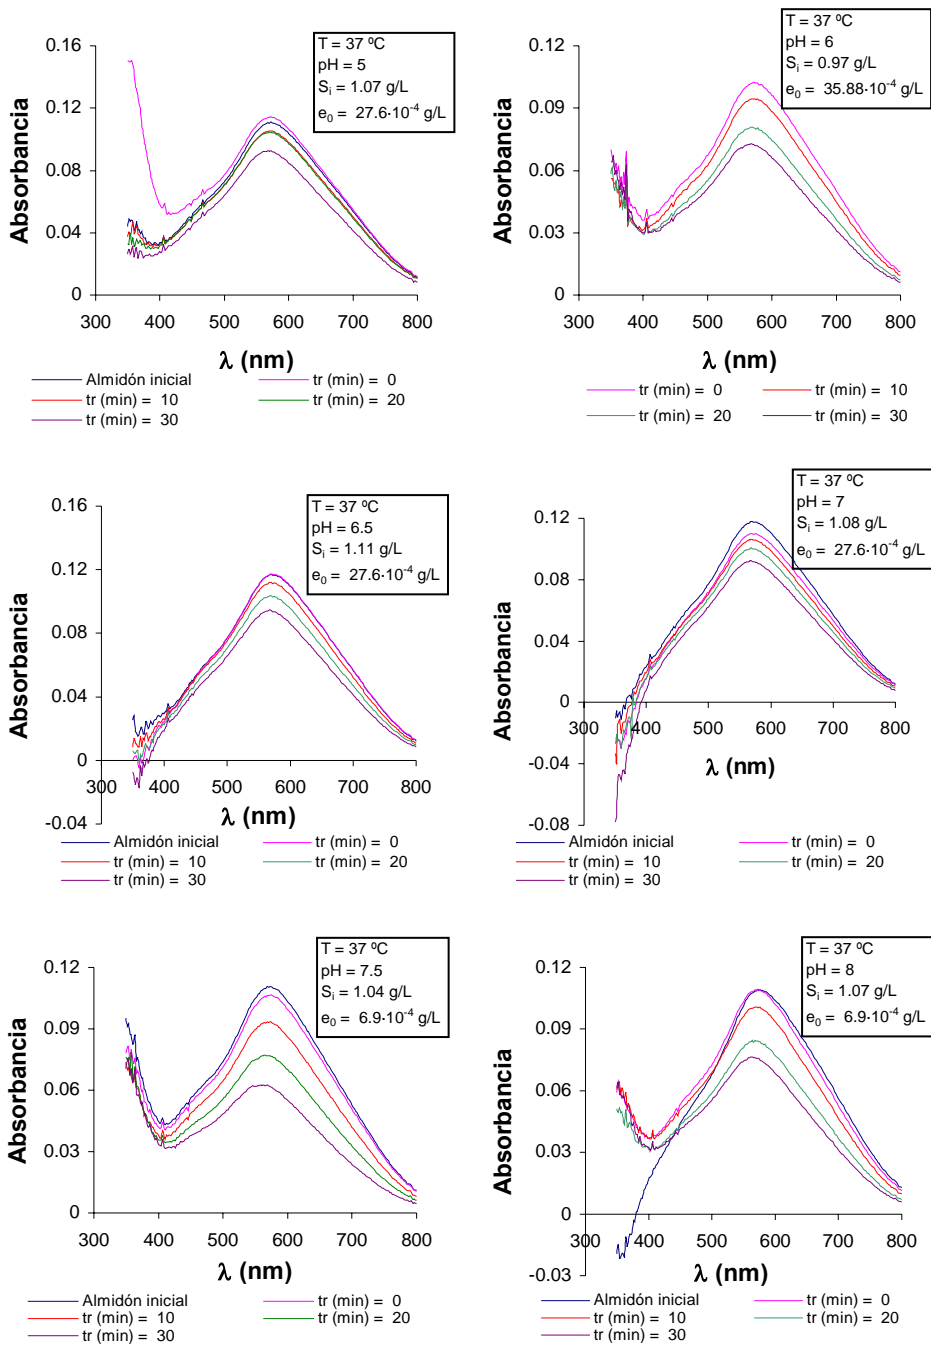 T = 37 ºC
pH = 5
Si = 1.07 g/L
e0 = 27.6·10-4 g/L
0.16
0.12
0.08
0.04
0
Absorbancia
300 400 500 600 700 800
λ (nm)
Almidón inicial
tr (min) = 0
tr (min) = 10
tr (min) = 20
tr (min) = 30
T = 37 ºC
pH = 6
Si = 0.97 g/L
e0 = 35.88·10-4 g/L
0.12
0.09
0.06
0.03
0
Absorbancia
300 400 500 600 700 800
λ (nm)
tr (min) = 0
tr (min) = 10
tr (min) = 20
tr (min) = 30
T = 37 ºC
pH = 6.5
Si = 1.11 g/L
e0 = 27.6·10-4 g/L
0.16
0.12
0.08
0.04
0
-0.04
Absorbancia
300 400 500 600 700 800
λ (nm)
Almidón inicial
tr (min) = 0
tr (min) = 10
tr (min) = 20
tr (min) = 30
T = 37 ºC
pH = 7
Si = 1.08 g/L
e0 = 27.6·10-4 g/L
0.12
0.08
0.04
0
-0.04
-0.08
Absorbancia
300 400 500 600 700 800
λ (nm)
Almidón inicial
tr (min) = 0
tr (min) = 10
tr (min) = 20
tr (min) = 30
T = 37 ºC
pH = 7.5
Si = 1.04 g/L
e0 = 6.9·10-4 g/L
0.12
0.09
0.06
0.03
0
Absorbancia
300 400 500 600 700 800
λ (nm)
Almidón inicial
tr (min) = 0
tr (min) = 10
tr (min) = 20
tr (min) = 30
T = 37 ºC
pH = 8
Si = 1.07 g/L
e0 = 6.9·10-4 g/L
0.12
0.09
0.06
0.03
0
-0.03
Absorbancia
300 400 500 600 700 800
λ (nm)
Almidón inicial
tr (min) = 0
tr (min) = 10
tr (min) = 20
tr (min) = 30